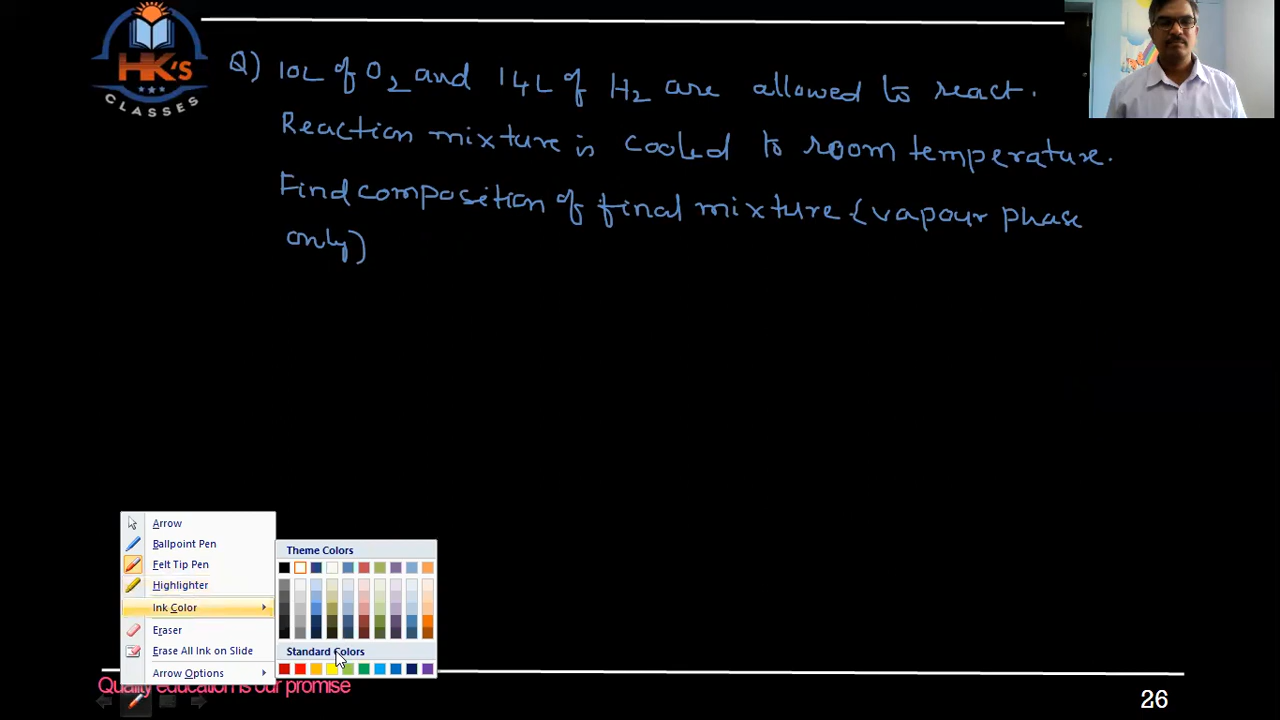 HK's
CLASSES
Q) 10L of O2 and 14L of H2 are allowed to react.
Reaction mixture is cooled to room temperature.
Find composition of final mixture (vapour phase
only)
Arrow
Ballpoint Pen
Felt Tip Pen
Highlighter
Ink Color
Eraser
Erase All Ink on Slide
Arrow Options
Theme Colors
Standard Colors
Quality education is our promise
26